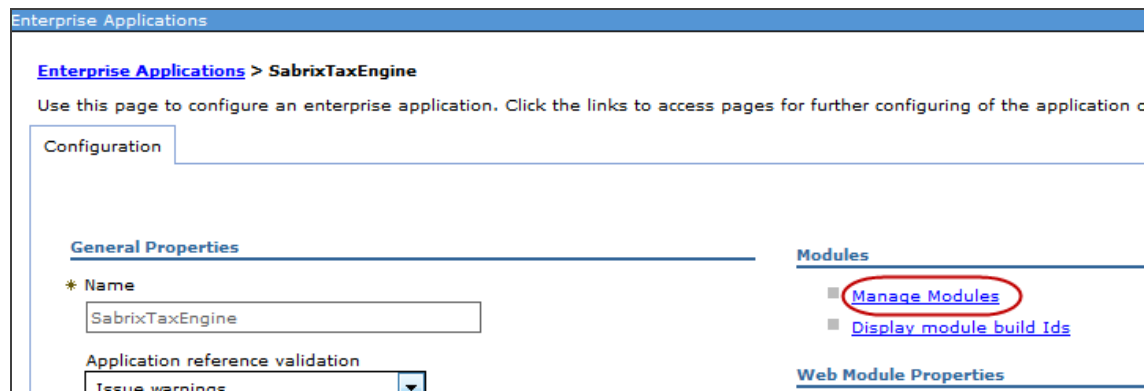 Enterprise Applications
Enterprise Applications > SabrixTaxEngine
Use this page to configure an enterprise application. Click the links to access pages for further configuring of the application
Configuration
General Properties
Name
SabrixTaxEngine
Application reference validation
Issue warnings
Modules
Manage Modules
Display module build Ids
Web Module Properties